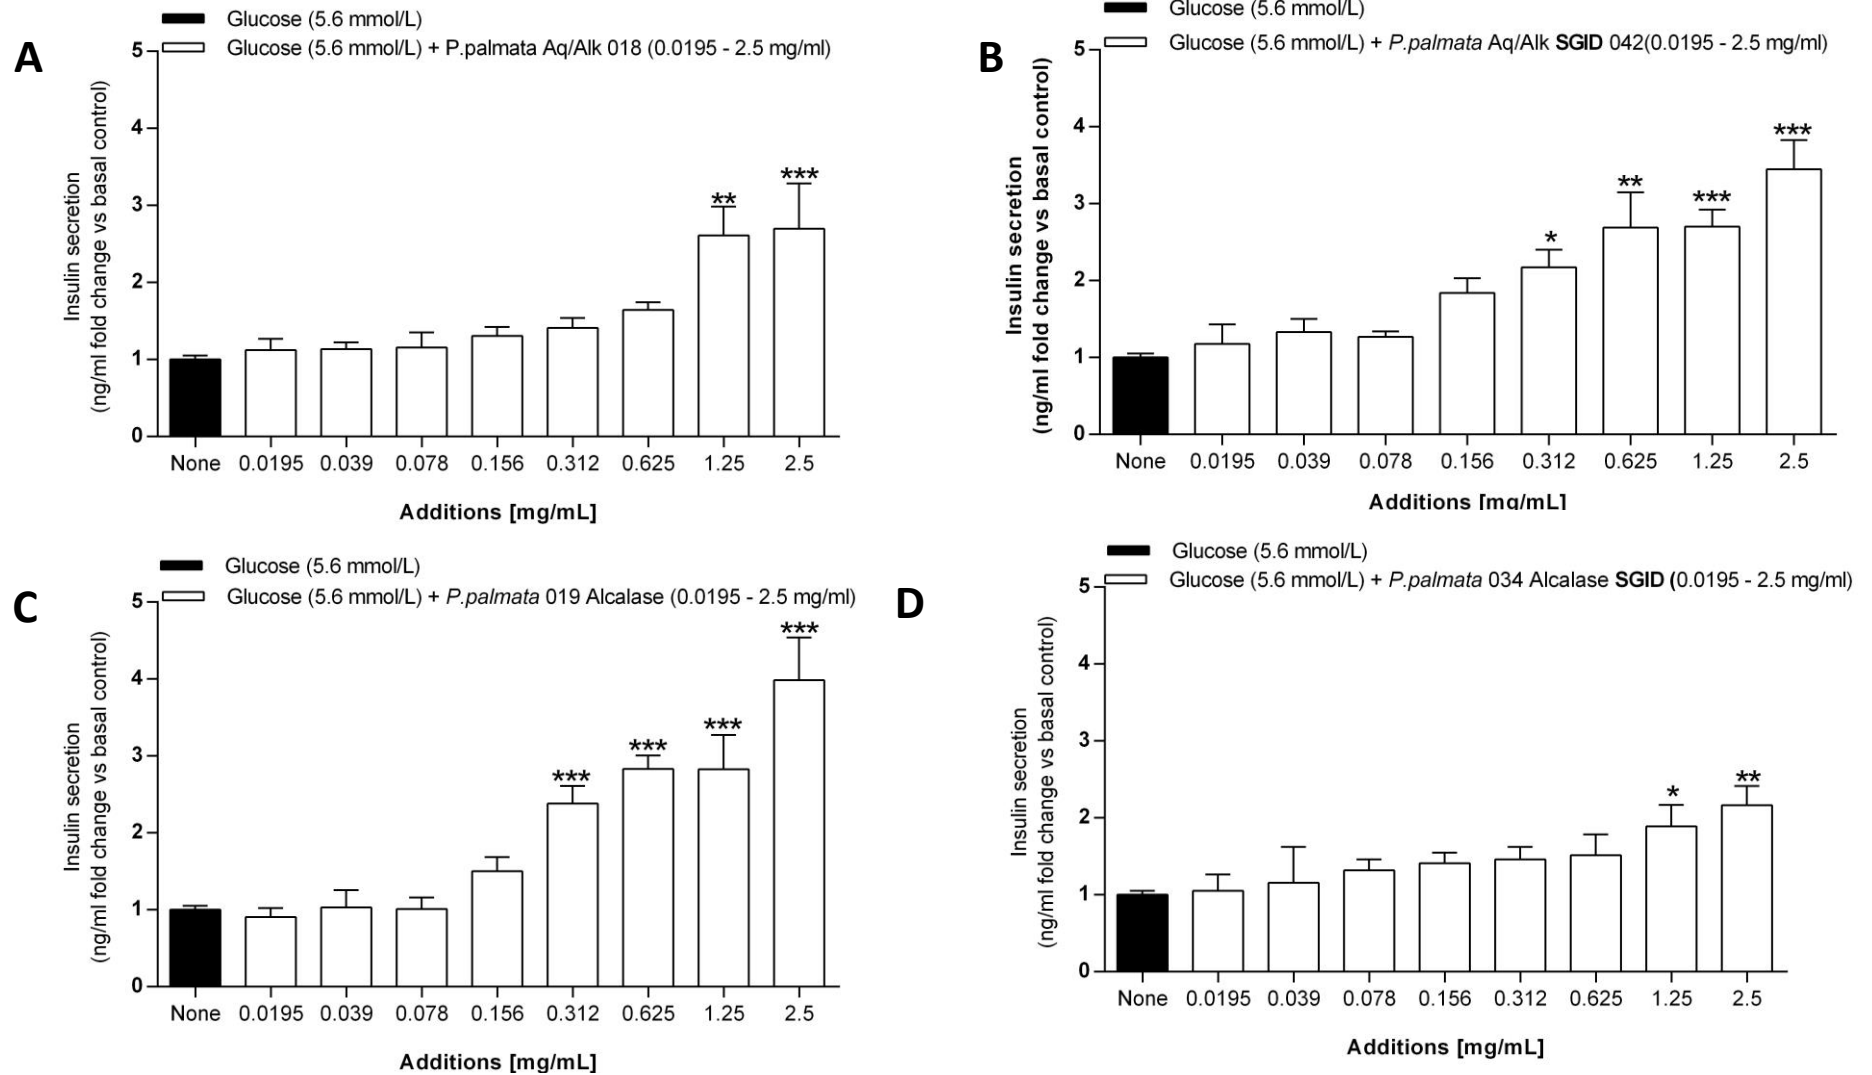 A
Glucose (5.6 mmol/L)
Glucose (5.6 mmol/L) + P.palmata Aq/Alk 018 (0.0195 - 2.5 mg/ml)
Insulin secretion
(ng/ml fold change vs basal control)
5
4
3
2
1
0
** ***
None 0.0195 0.039 0.078 0.156 0.312 0.625 1.25 2.5
Additions [mg/mL]
B
Glucose (5.6 mmol/L)
Glucose (5.6 mmol/L) + P.palmata Aq/Alk SGID 042(0.0195 - 2.5 mg/ml)
Insulin secretion
(ng/ml fold change vs basal control)
5
4
3
2
1
0
* ** *** ***
None 0.0195 0.039 0.078 0.156 0.312 0.625 1.25 2.5
Additions [mg/mL]
C
Glucose (5.6 mmol/L)
Glucose (5.6 mmol/L) + P.palmata 019 Alcalase (0.0195 - 2.5 mg/ml)
Insulin secretion
(ng/ml fold change vs basal control)
5
4
3
2
1
0
*** *** *** ***
None 0.0195 0.039 0.078 0.156 0.312 0.625 1.25 2.5
Additions [mg/mL]
D
Glucose (5.6 mmol/L)
Glucose (5.6 mmol/L) + P.palmata 034 Alcalase SGID (0.0195 - 2.5 mg/ml)
Insulin secretion
(ng/ml fold change vs basal control)
5
4
3
2
1
0
* **
None 0.0195 0.039 0.078 0.156 0.312 0.625 1.25 2.5
Additions [mg/mL]